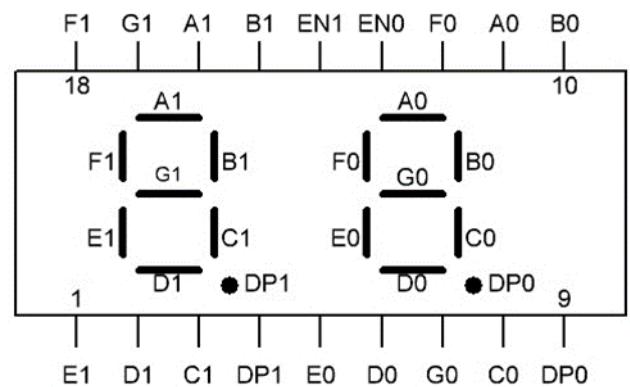 F1 G1 A1 B1 EN1 EN0 F0 A0 B0
18 10
A1 A0
F1 G1 B1 F0 G0 B0
E1 C1 E0 C0
D1 DP1 D0 DP0
1 9
E1 D1 C1 DP1 E0 D0 G0 C0 DP0